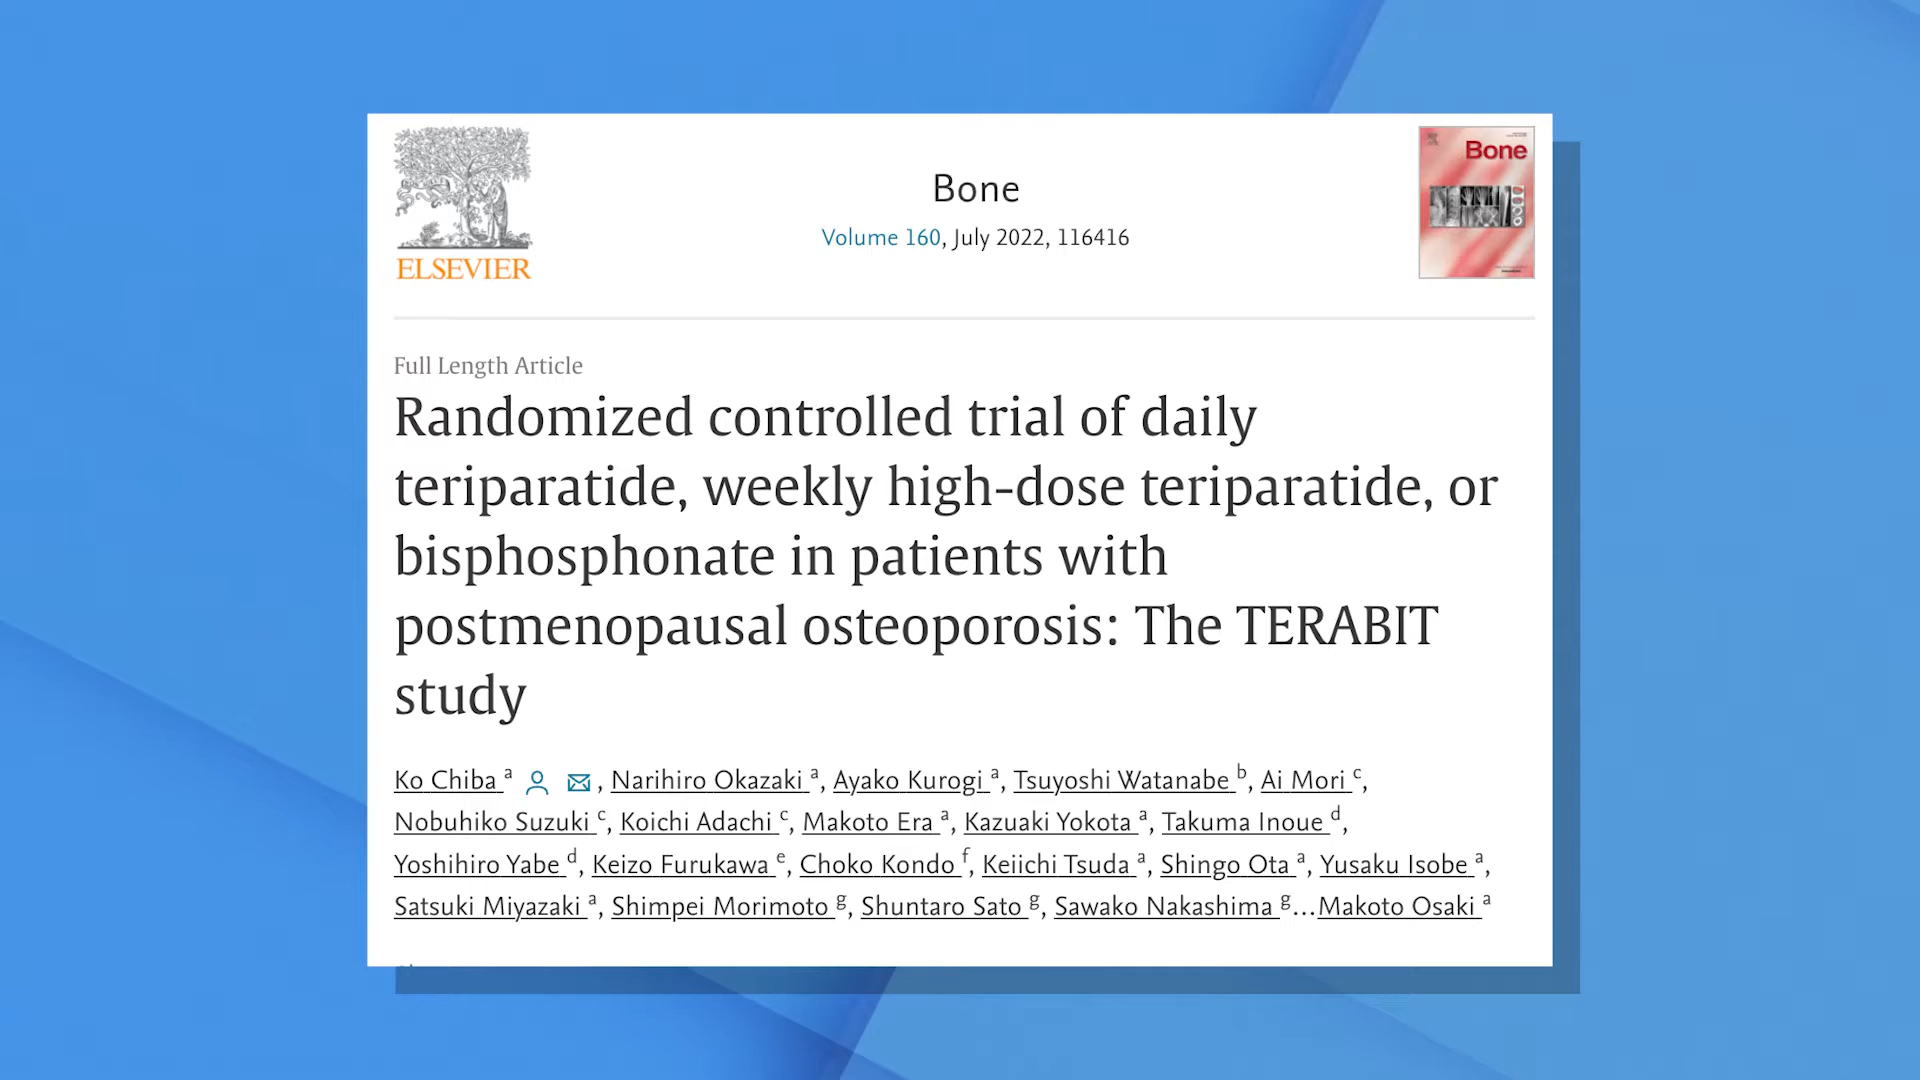 ELSEVIER
Bone
Volume 160, July 2022, 116416
Bone
Full Length Article
Randomized controlled trial of daily
teriparatide, weekly high-dose teriparatide, or
bisphosphonate in patients with
postmenopausal osteoporosis: The TERABIT
study
Ko Chiba a, Narihiro Okazaki a, Ayako Kurogi a, Tsuyoshi Watanabe b, Ai Mori c,
Nobuhiko Suzuki c, Koichi Adachi c, Makoto Era a, Kazuaki Yokota a, Takuma Inoue d,
Yoshihiro Yabe d, Keizo Furukawa e, Choko Kondo f, Keiichi Tsuda a, Shingo Ota a, Yusaku Isobe a,
Satsuki Miyazaki a, Shimpei Morimoto g, Shuntaro Sato g, Sawako Nakashima g…Makoto Osaki a